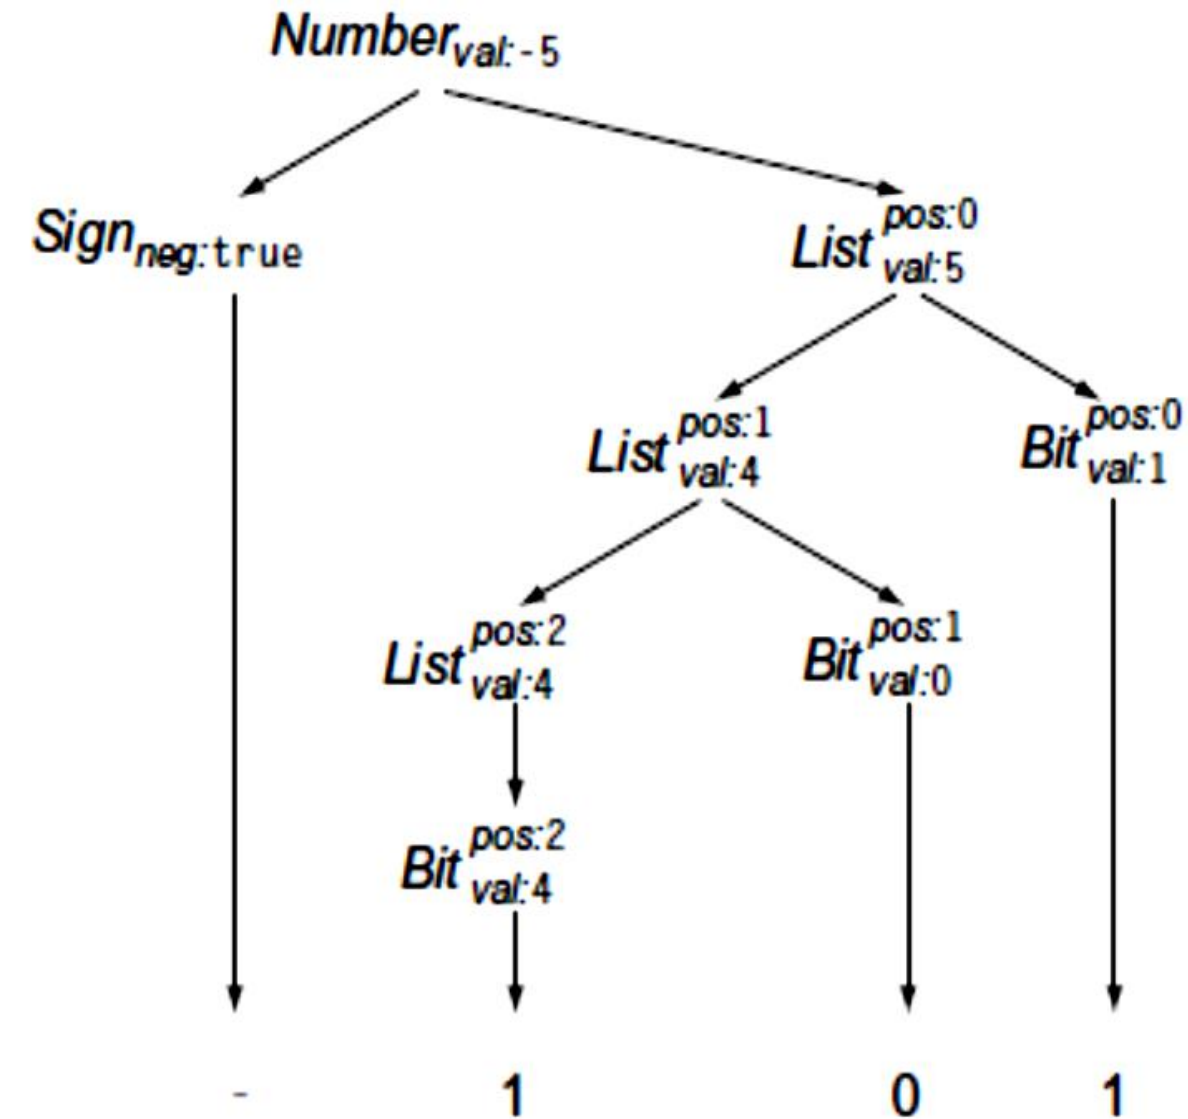 Number val:-5
Sign neg:true
List pos:0 val:5
List pos:1 val:4
Bit pos:0 val:1
List pos:2 val:4
Bit pos:1 val:0
Bit pos:2 val:4
- 1 0 1